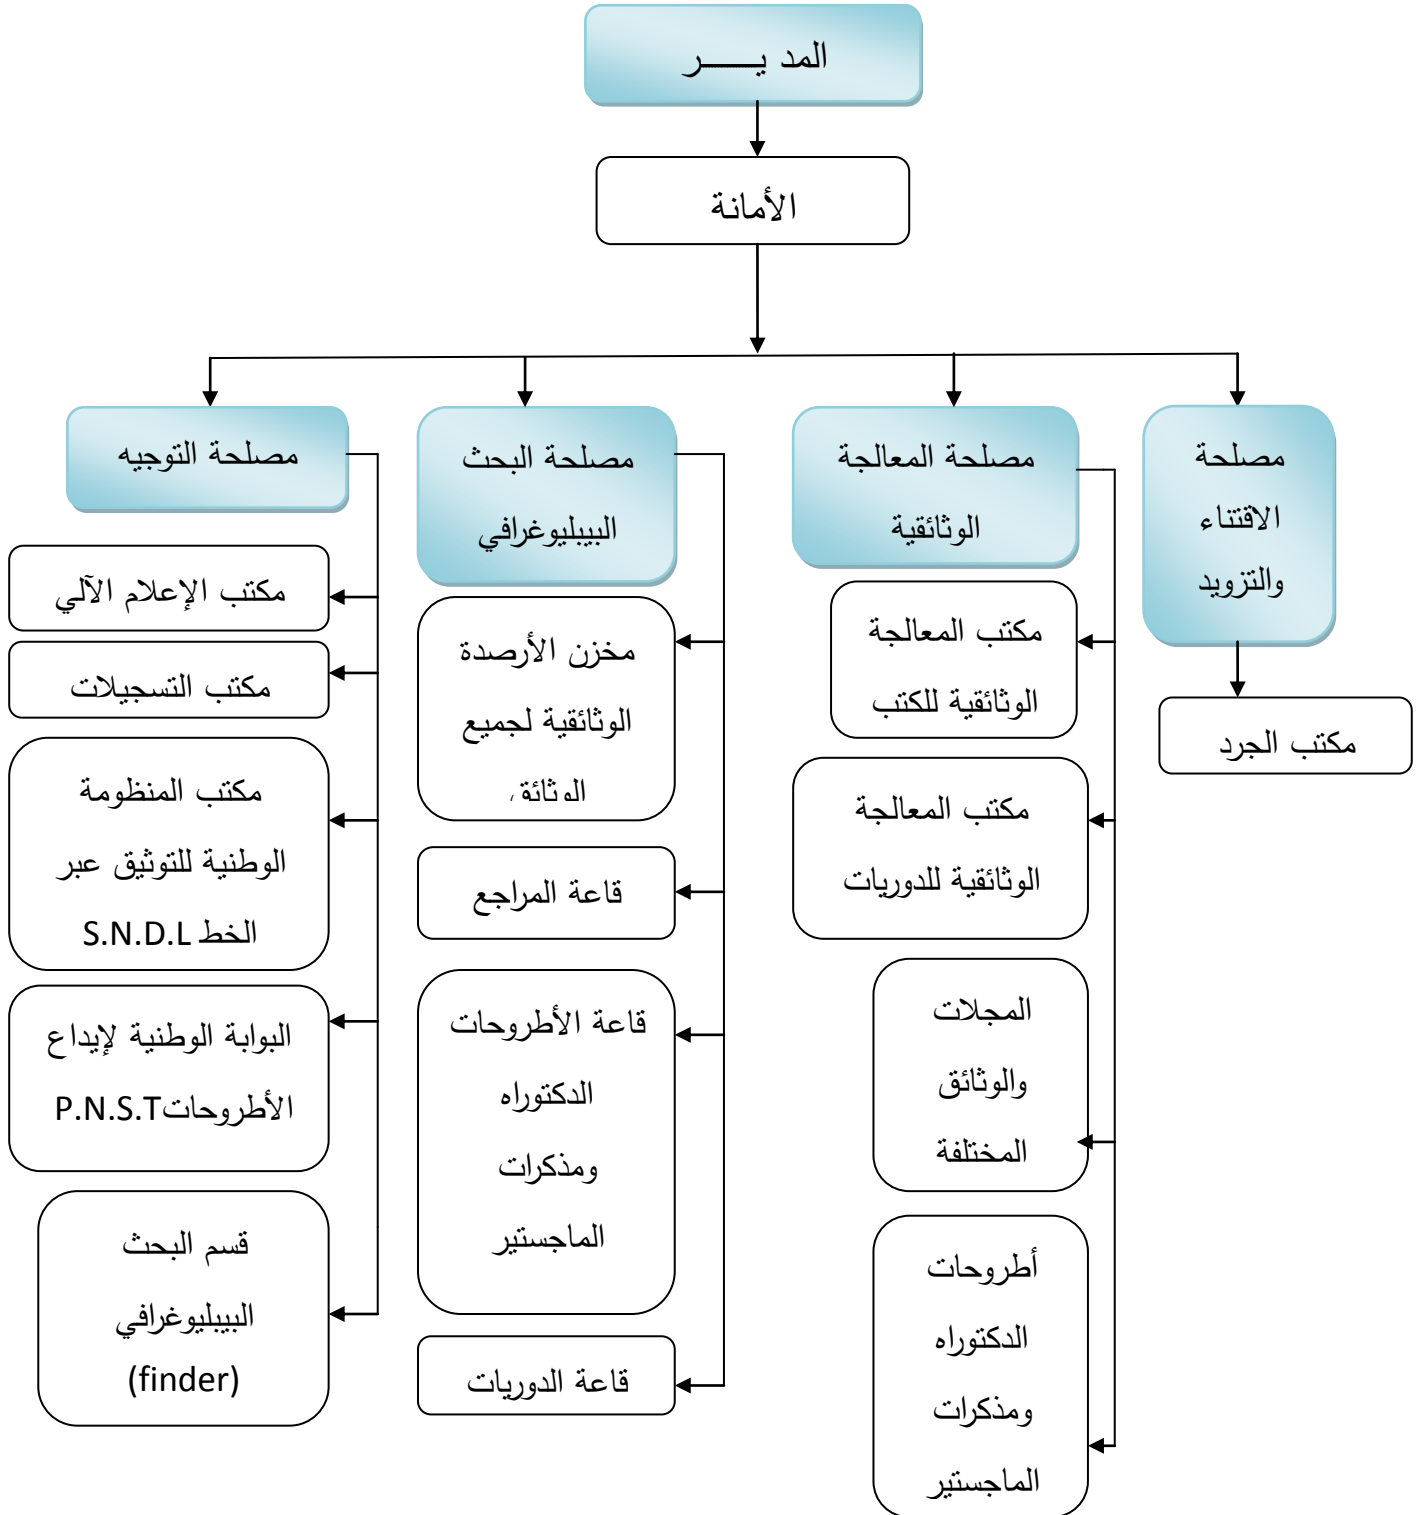 المد يـــــــر
الأمانة
مصلحة
الاقتناء
والتزويد
مكتب الجرد
مصلحة المعالجة
الوثائقية
مكتب المعالجة
الوثائقية للكتب
مكتب المعالجة
الوثائقية للدوريات
المجلات
والوثائق
المختلفة
أطروحات
الدكتوراه
ومذكرات
الماجستير
مصلحة البحث
البيبليوغرافي
مخزن الأرصدة
الوثائقية لجميع
الوثائق
قاعة المراجع
قاعة الأطروحات
الدكتوراه
ومذكرات
الماجستير
قاعة الدوريات
مصلحة التوجيه
مكتب الإعلام الآلي
مكتب التسجيلات
مكتب المنظومة
الوطنية للتوثيق عبر
الخط S.N.D.L
البوابة الوطنية لإيداع
الأطروحاتP.N.S.T
قسم البحث
البيبليوغرافي
(finder)